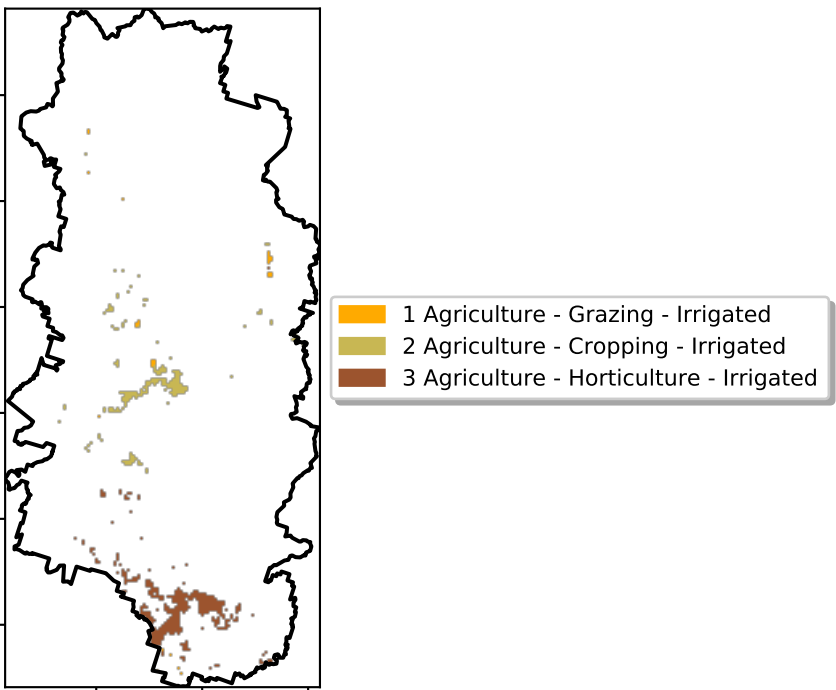 1 Agriculture - Grazing - Irrigated
2 Agriculture - Cropping - Irrigated
3 Agriculture - Horticulture - Irrigated